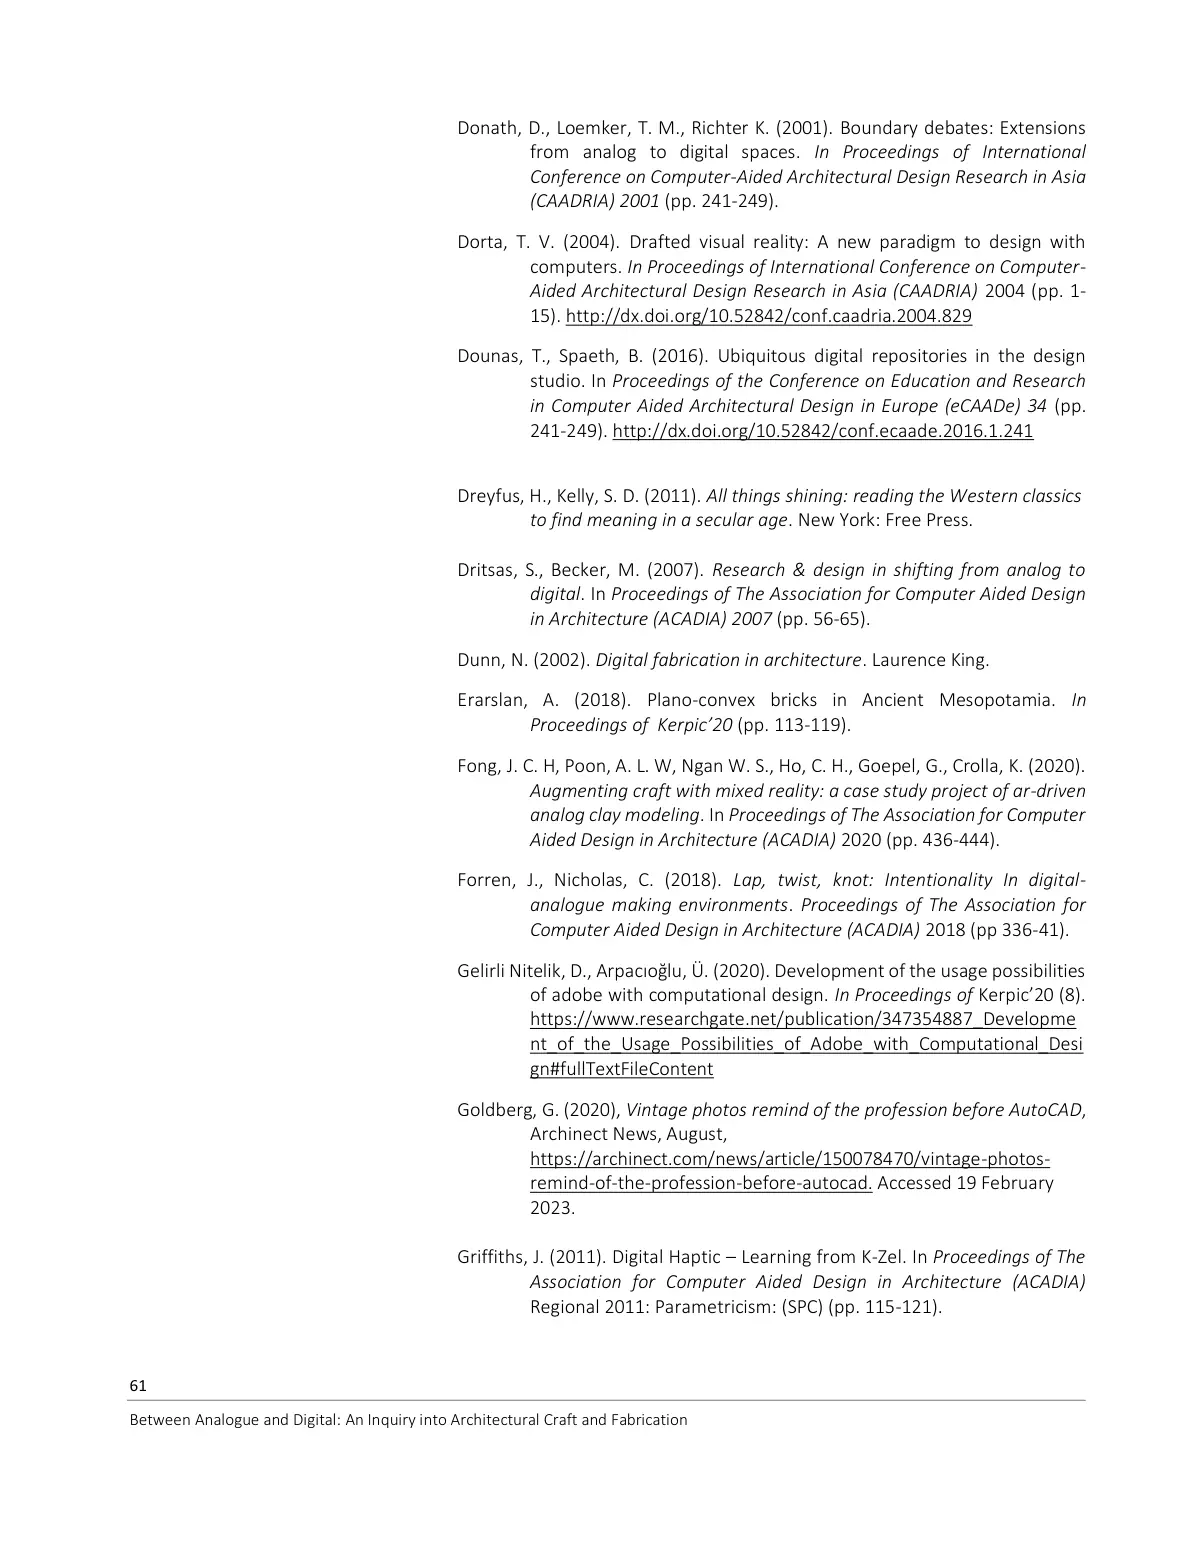 Donath, D., Loemker, T. M., Richter K. (2001). Boundary debates: Extensions
from analog to digital spaces. In Proceedings of International
Conference on Computer-Aided Architectural Design Research in Asia
(CAADRIA) 2001 (pp. 241-249).
Dorta, T. V. (2004). Drafted visual reality: A new paradigm to design with
computers. In Proceedings of International Conference on Computer-
Aided Architectural Design Research in Asia (CAADRIA) 2004 (pp. 1-
15). http://dx.doi.org/10.52842/conf.caadria.2004.829
Dounas, T., Spaeth, B. (2016). Ubiquitous digital repositories in the design
studio. In Proceedings of the Conference on Education and Research
in Computer Aided Architectural Design in Europe (eCAADe) 34 (pp.
241-249). http://dx.doi.org/10.52842/conf.ecaade.2016.1.241
Dreyfus, H., Kelly, S. D. (2011). All things shining: reading the Western classics
to find meaning in a secular age. New York: Free Press.
Dritsas, S., Becker, M. (2007). Research & design in shifting from analog to
digital. In Proceedings of The Association for Computer Aided Design
in Architecture (ACADIA) 2007 (pp. 56-65).
Dunn, N. (2002). Digital fabrication in architecture. Laurence King.
Erarslan, A. (2018). Plano-convex bricks in Ancient Mesopotamia. In
Proceedings of Kerpic’20 (pp. 113-119).
Fong, J. C. H, Poon, A. L. W, Ngan W. S., Ho, C. H., Goepel, G., Crolla, K. (2020).
Augmenting craft with mixed reality: a case study project of ar-driven
analog clay modeling. In Proceedings of The Association for Computer
Aided Design in Architecture (ACADIA) 2020 (pp. 436-444).
Forren, J., Nicholas, C. (2018). Lap, twist, knot: Intentionality In digital-
analogue making environments. Proceedings of The Association for
Computer Aided Design in Architecture (ACADIA) 2018 (pp 336-41).
Gelirli Nitelik, D., Arpacıoğlu, Ü. (2020). Development of the usage possibilities
of adobe with computational design. In Proceedings of Kerpic’20 (8).
https://www.researchgate.net/publication/347354887_Developme
nt_of_the_Usage_Possibilities_of_Adobe_with_Computational_Desi
gn#fullTextFileContent
Goldberg, G. (2020), Vintage photos remind of the profession before AutoCAD,
Archinect News, August,
https://archinect.com/news/article/150078470/vintage-photos-
remind-of-the-profession-before-autocad. Accessed 19 February
2023.
Griffiths, J. (2011). Digital Haptic – Learning from K-Zel. In Proceedings of The
Association for Computer Aided Design in Architecture (ACADIA)
Regional 2011: Parametricism: (SPC) (pp. 115-121).
61
Between Analogue and Digital: An Inquiry into Architectural Craft and Fabrication